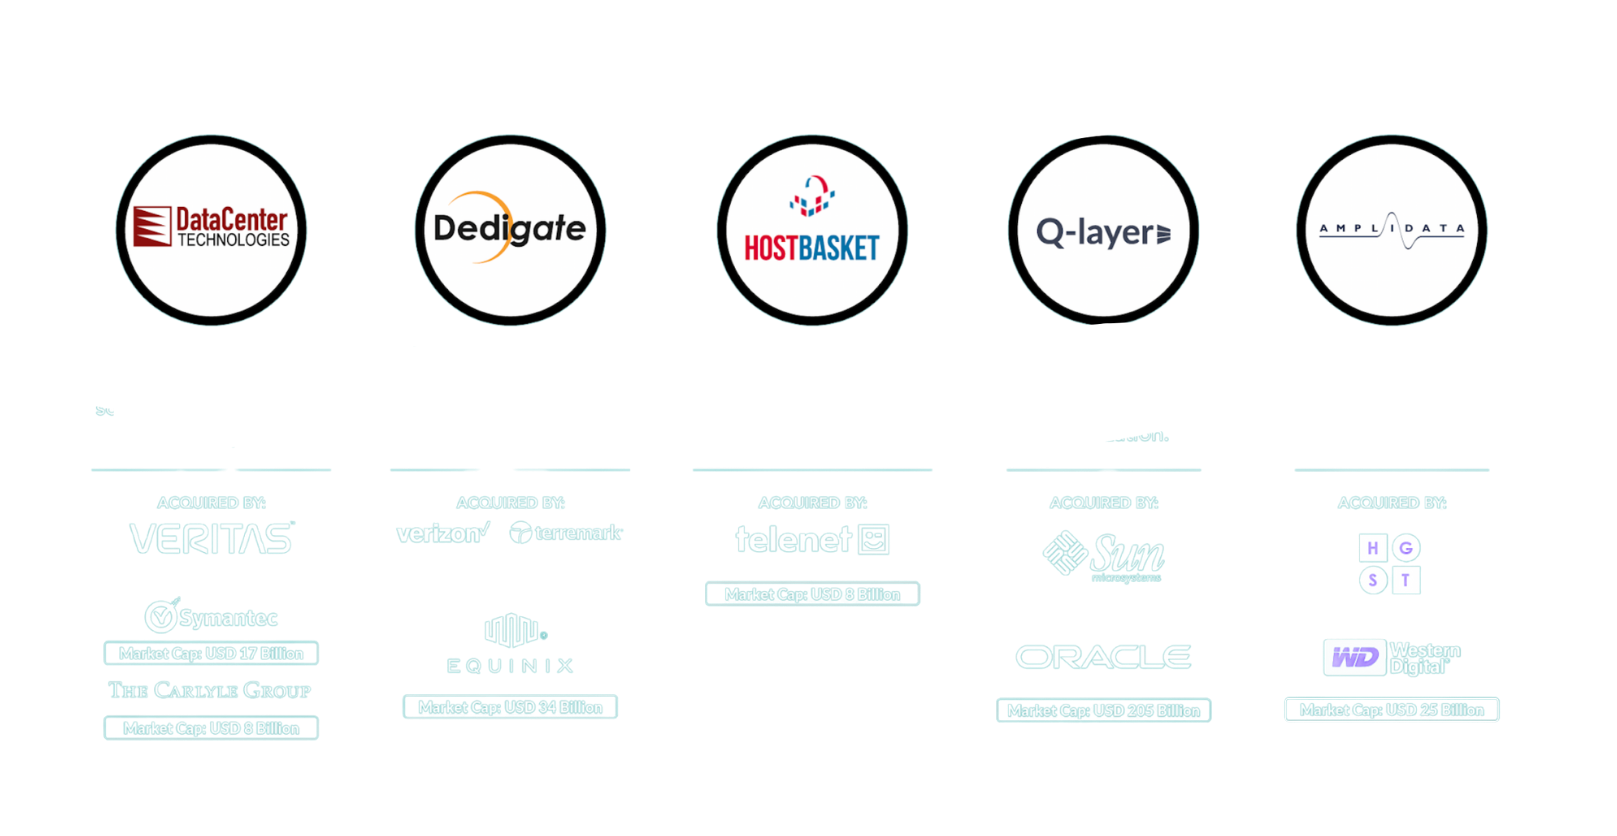 DataCenter
TECHNOLOGIES
Dedigate
HOSTBASKET
Q-layer
AMPLIDATA
ACQUIRED BY:
VERITAS™
Symantec
Market Cap: USD 17 Billion
THE CARLYLE GROUP
Market Cap: USD 8 Billion
ACQUIRED BY:
verizon✓ terremark
EQUINIX
Market Cap: USD 34 Billion
ACQUIRED BY:
telenet
Market Cap: USD 8 Billion
ACQUIRED BY:
Sun
microsystems
ORACLE
Market Cap: USD 205 Billion
ACQUIRED BY:
H G
S T
WD Western
Digital®
Market Cap: USD 25 Billion